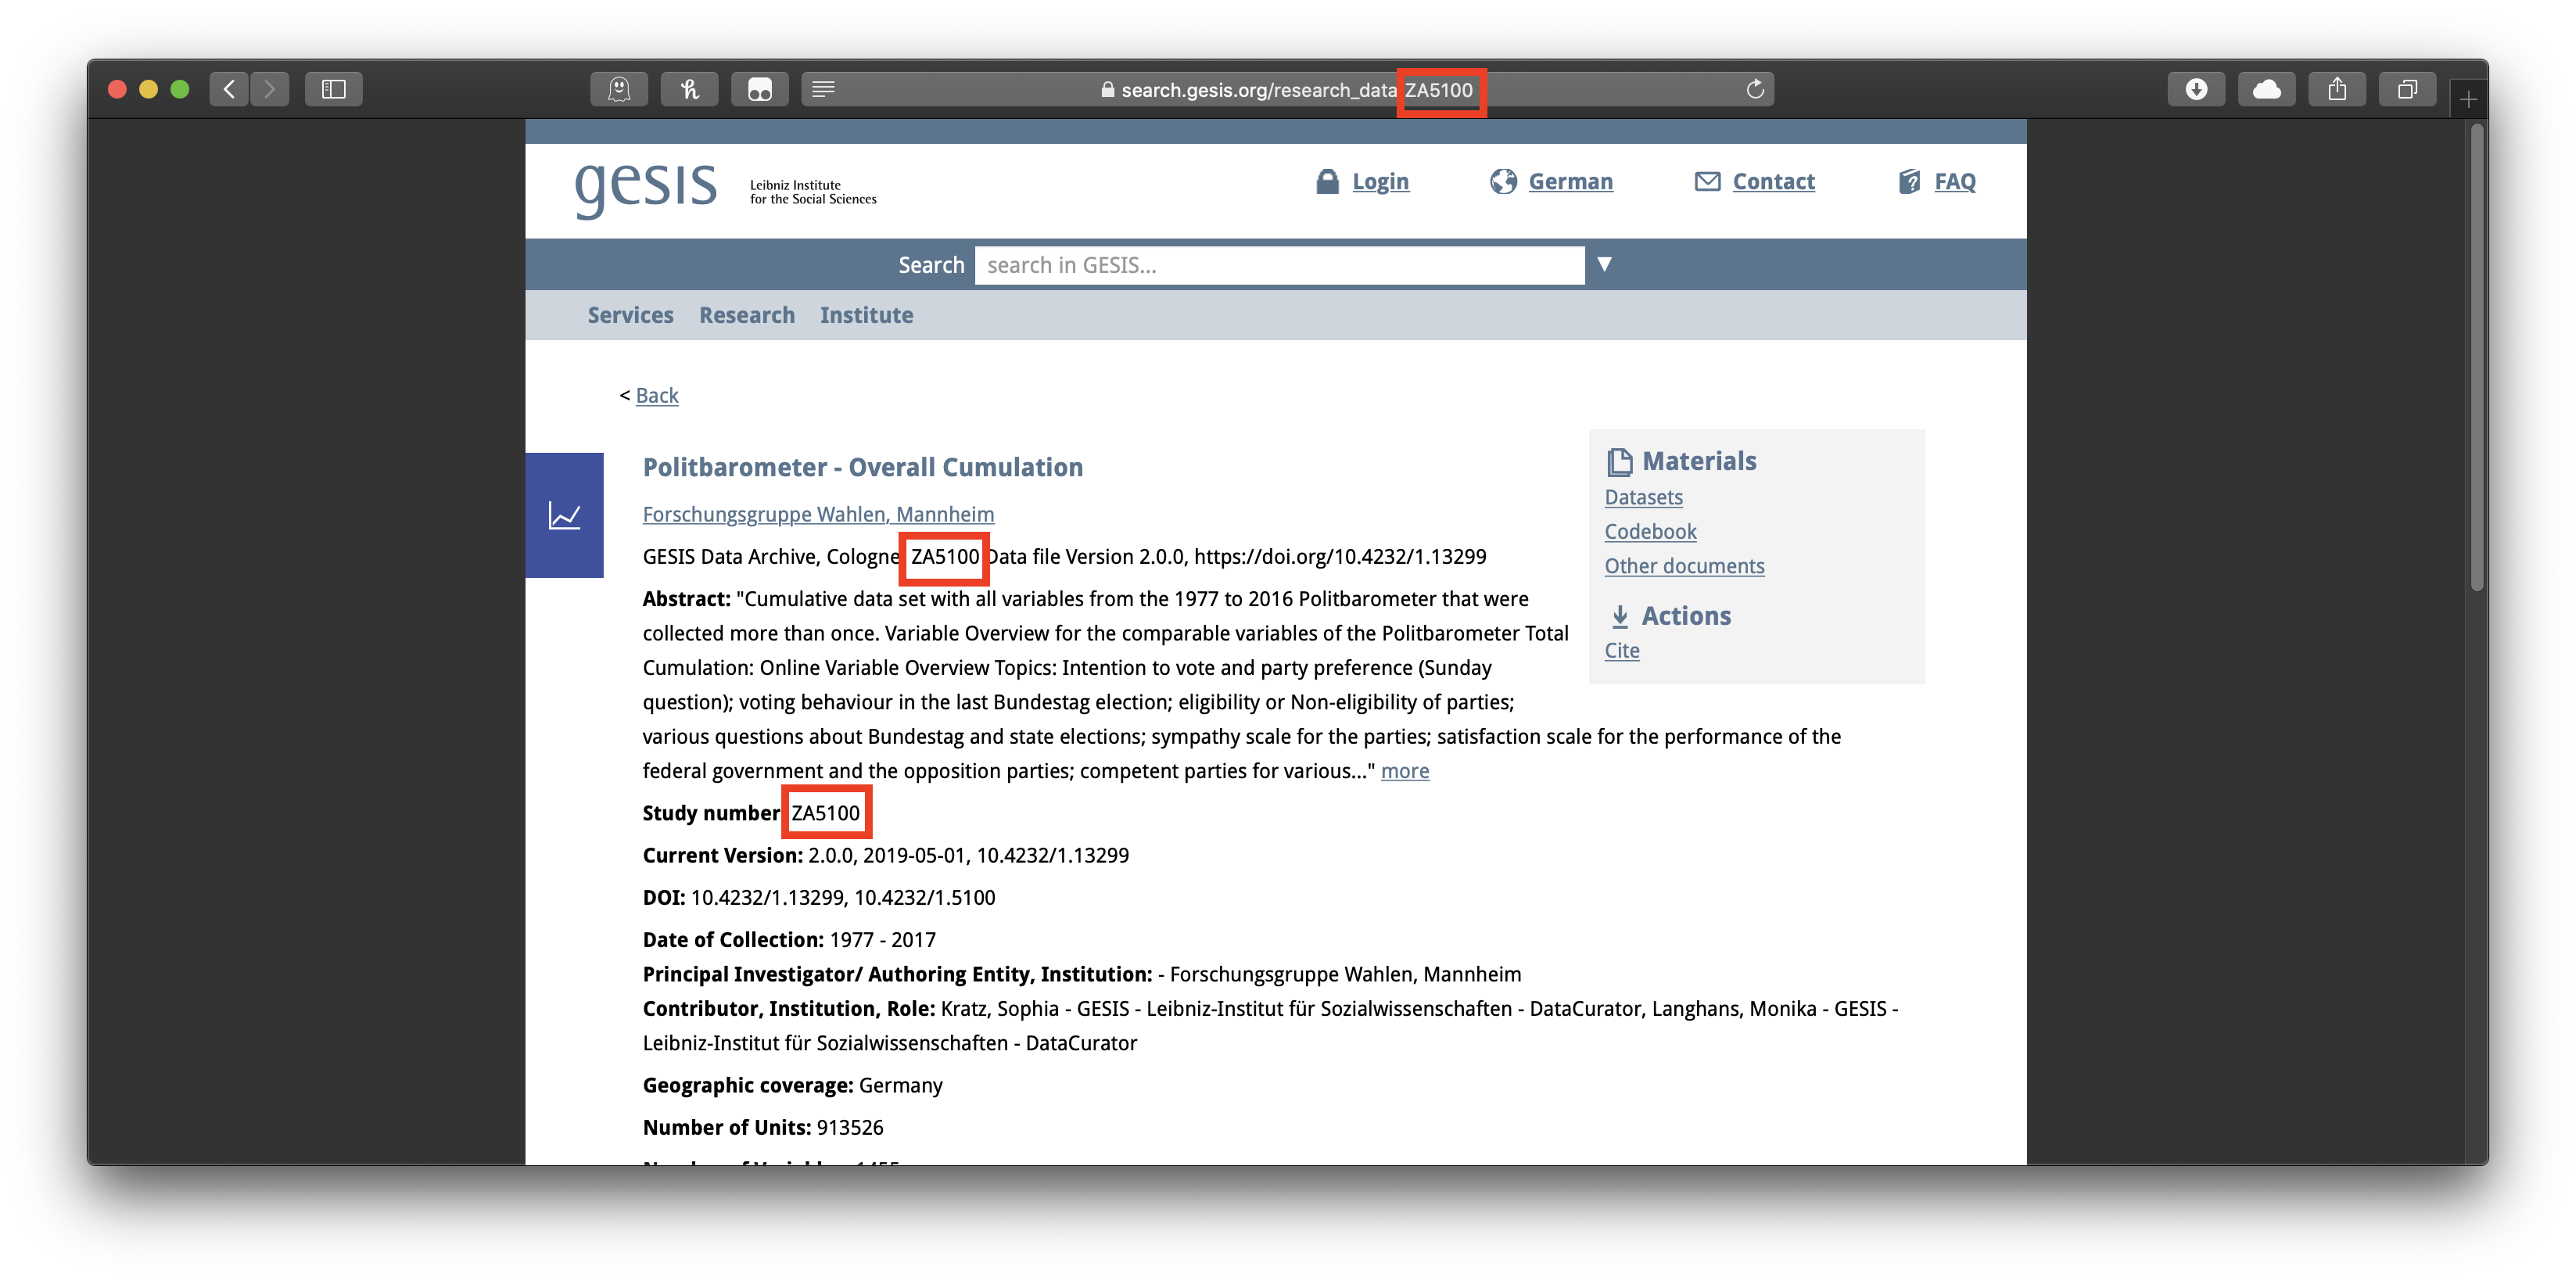 search.gesis.org/research_data ZA5100
gesis
Leibniz Institute
for the Social Sciences
Login
German
Contact
FAQ
Search
search in GESIS...
Services Research Institute
< Back
Politbarometer - Overall Cumulation
Forschungsgruppe Wahlen, Mannheim
GESIS Data Archive, Cologne ZA5100 Data file Version 2.0.0, https://doi.org/10.4232/1.13299
Abstract: "Cumulative data set with all variables from the 1977 to 2016 Politbarometer that were
collected more than once. Variable Overview for the comparable variables of the Politbarometer Total
Cumulation: Online Variable Overview Topics: Intention to vote and party preference (Sunday
question); voting behaviour in the last Bundestag election; eligibility or Non-eligibility of parties;
various questions about Bundestag and state elections; sympathy scale for the parties; satisfaction scale for the performance of the
federal government and the opposition parties; competent parties for various..." more
Materials
Datasets
Codebook
Other documents
Actions
Cite
Study number ZA5100
Current Version: 2.0.0, 2019-05-01, 10.4232/1.13299
DOI: 10.4232/1.13299, 10.4232/1.5100
Date of Collection: 1977 - 2017
Principal Investigator/ Authoring Entity, Institution: - Forschungsgruppe Wahlen, Mannheim
Contributor, Institution, Role: Kratz, Sophia - GESIS - Leibniz-Institut für Sozialwissenschaften - DataCurator, Langhans, Monika - GESIS -
Leibniz-Institut für Sozialwissenschaften - DataCurator
Geographic coverage: Germany
Number of Units: 913526